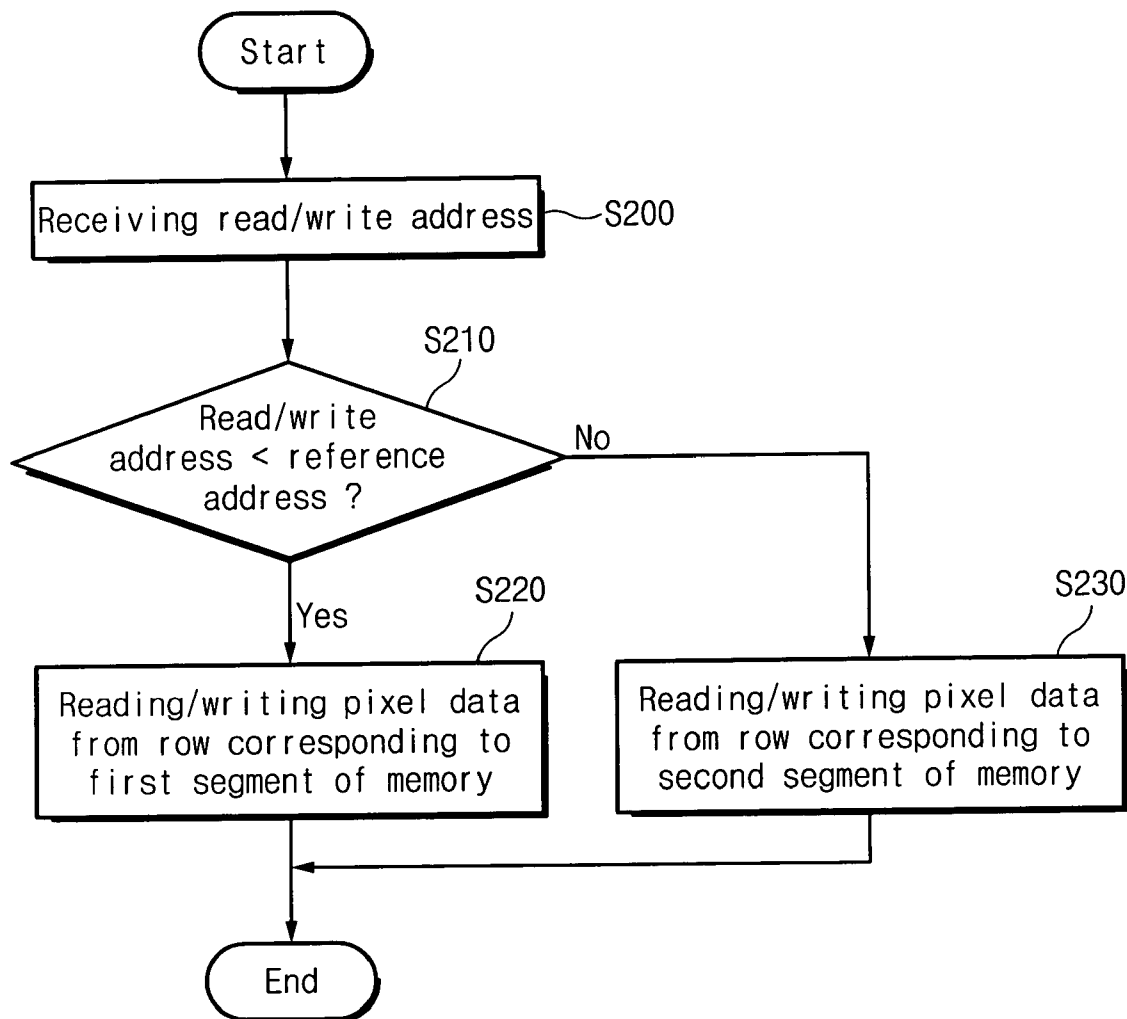 Start
Receiving read/write address
S200
S210
Read/write
address < reference
address ?
No
Yes
S220
S230
Reading/writing pixel data
from row corresponding to
first segment of memory
Reading/writing pixel data
from row corresponding to
second segment of memory
End